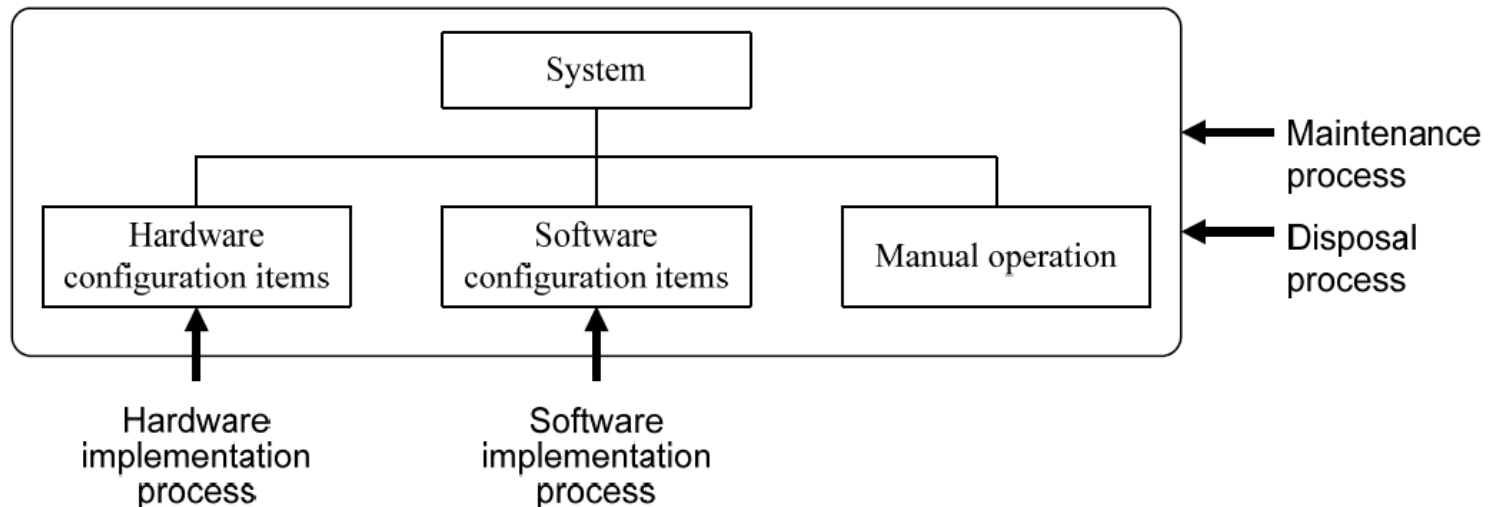 System
Hardware
configuration items
Software
configuration items
Manual operation
Maintenance
process
Disposal
process
Hardware
implementation
process
Software
implementation
process